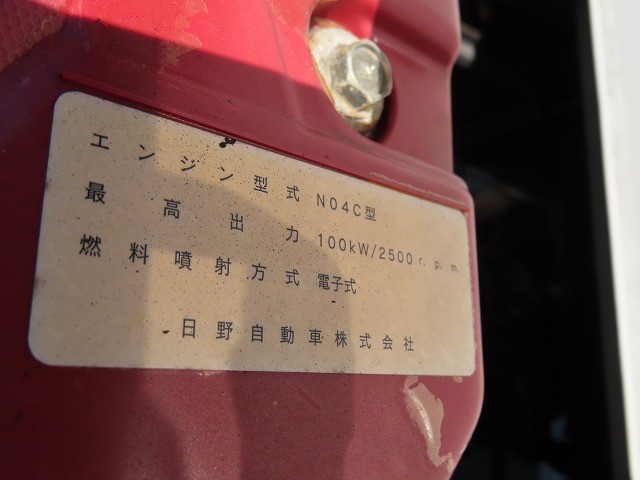 エンジン型式 N04C型
最高出力 100kW/2500r.p.m.
燃料噴射方式 電子式
日野自動車株式会社